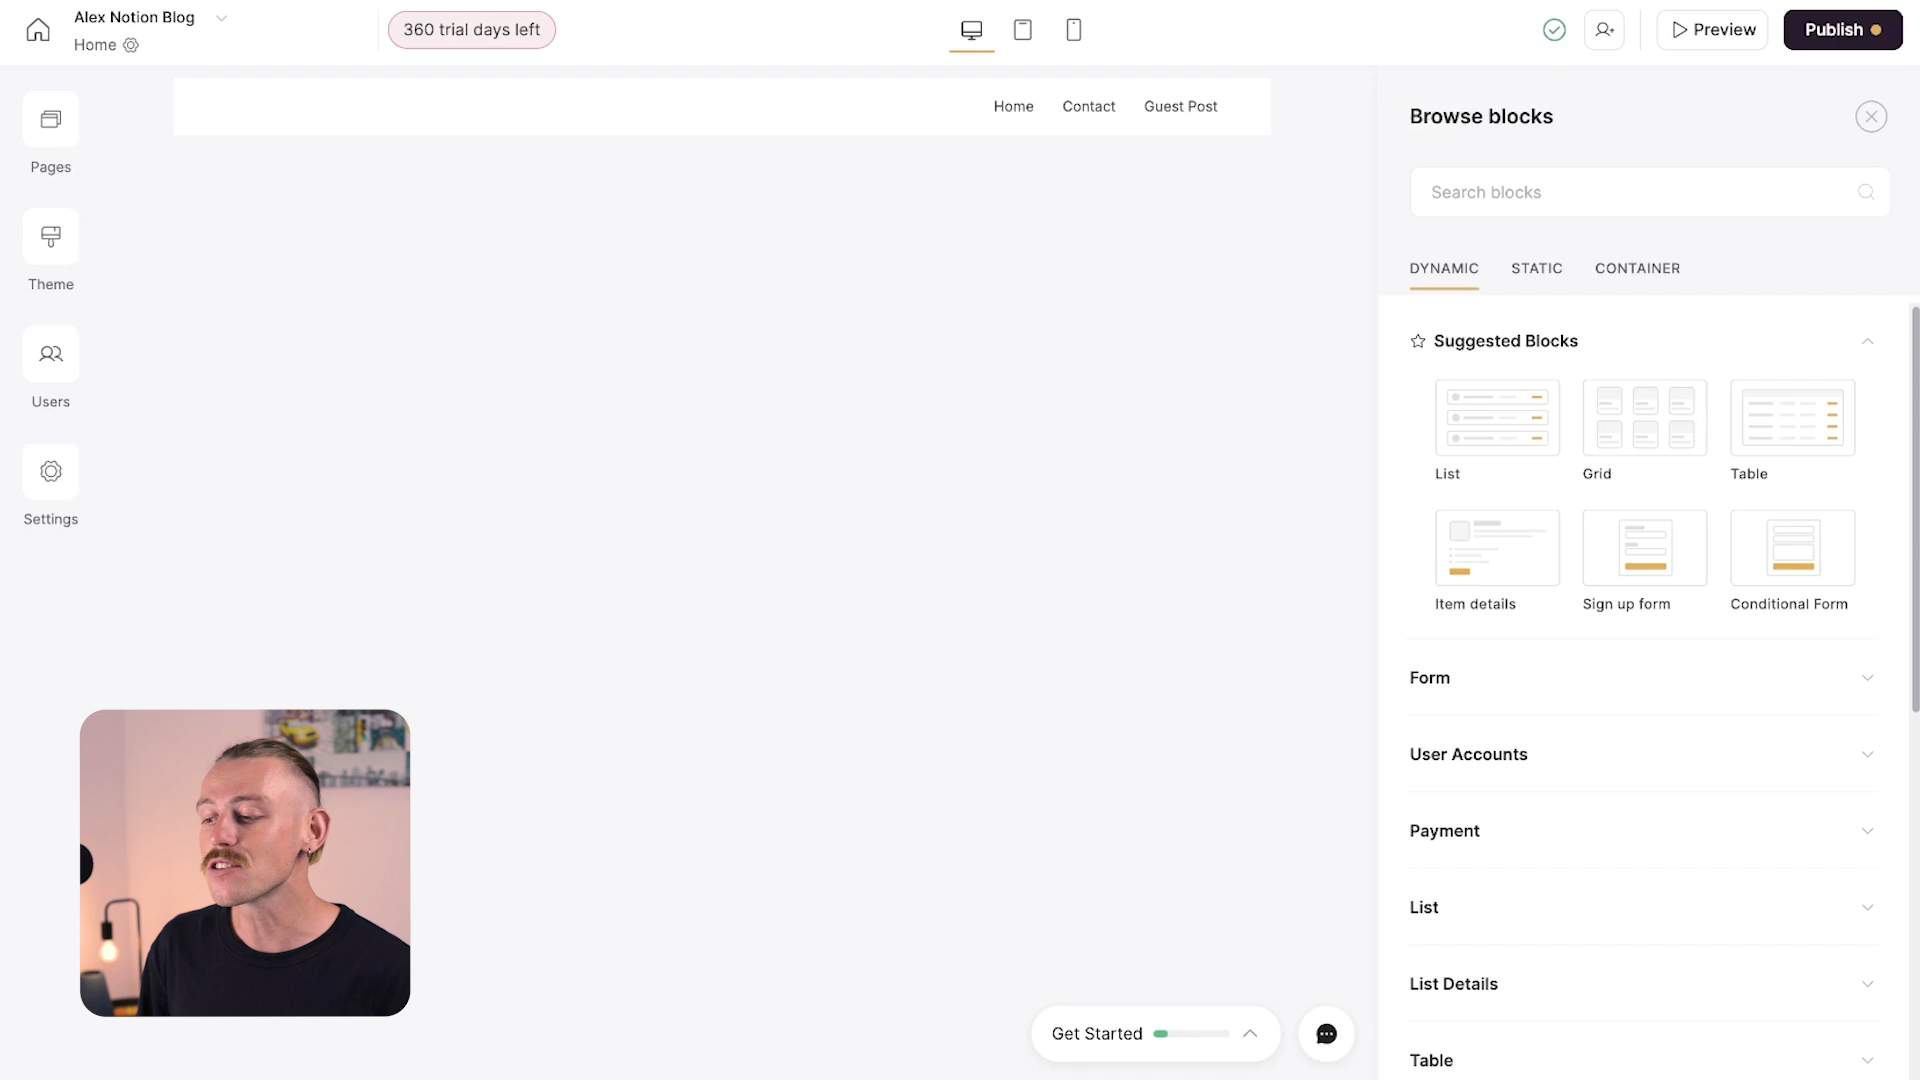 Alex Notion Blog
Home
360 trial days left
Preview
Publish
Pages
Theme
Users
Settings
Home Contact Guest Post
Browse blocks
Search blocks
DYNAMIC STATIC CONTAINER
Suggested Blocks
List Grid Table
Item details Sign up form Conditional Form
Form
User Accounts
Payment
List
List Details
Table
Get Started